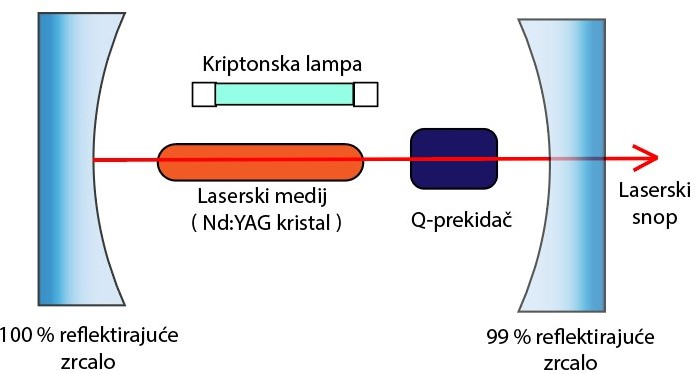 Kriptonska lampa
Laserski medij
( Nd:YAG kristal )
Q-prekidač
Laserski
snop
100 % reflektirajuće
zrcalo
99 % reflektirajuće
zrcalo